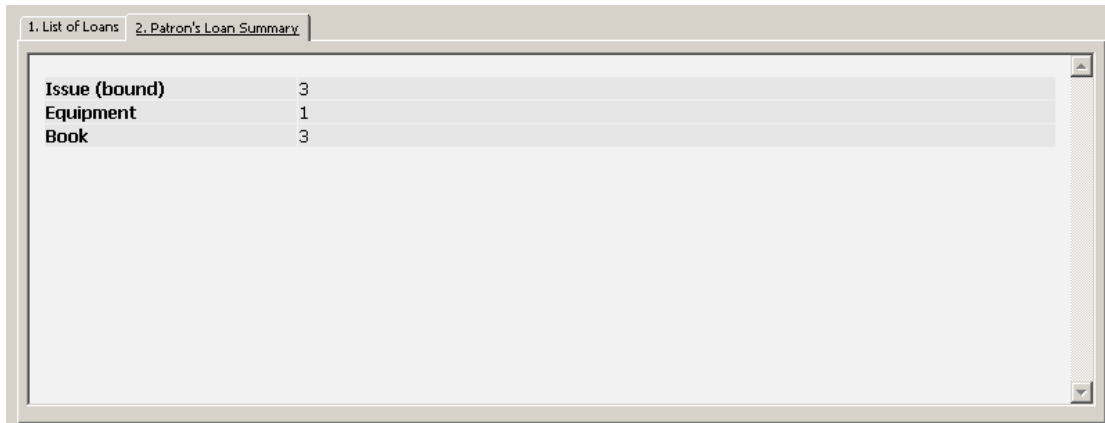 1. List of Loans 2. Patron's Loan Summary
Issue (bound) 3
Equipment 1
Book 3